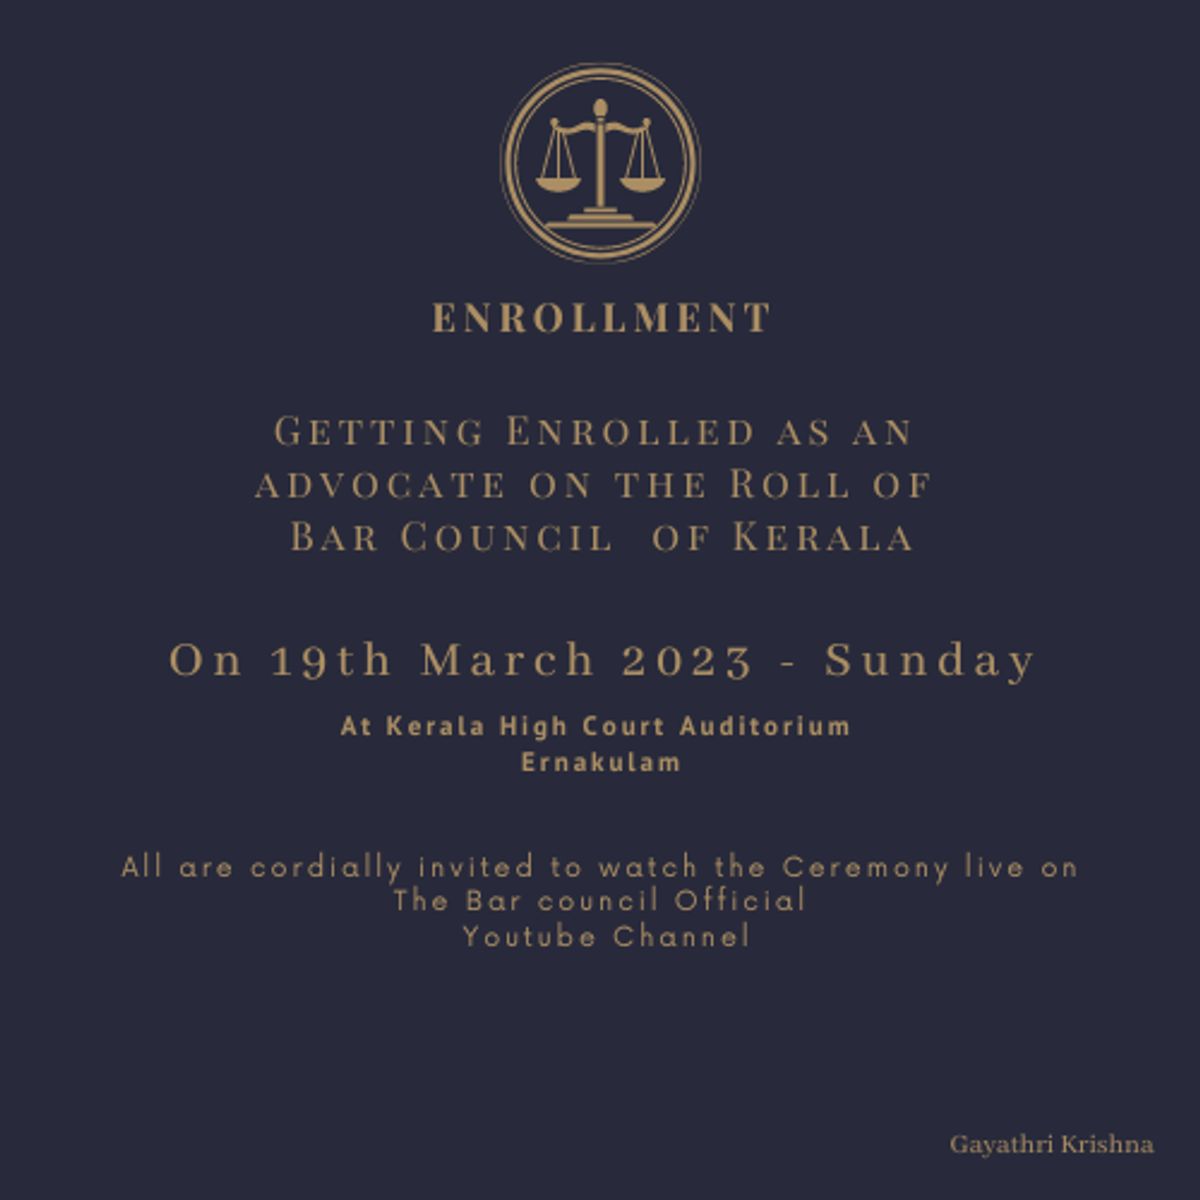 ENROLLMENT
Getting Enrolled as an
advocate on the Roll of
Bar Council of Kerala
On 19th March 2023 - Sunday
At Kerala High Court Auditorium
Ernakulam
All are cordially invited to watch the Ceremony live on
The Bar council Official
Youtube Channel
Gayathri Krishna